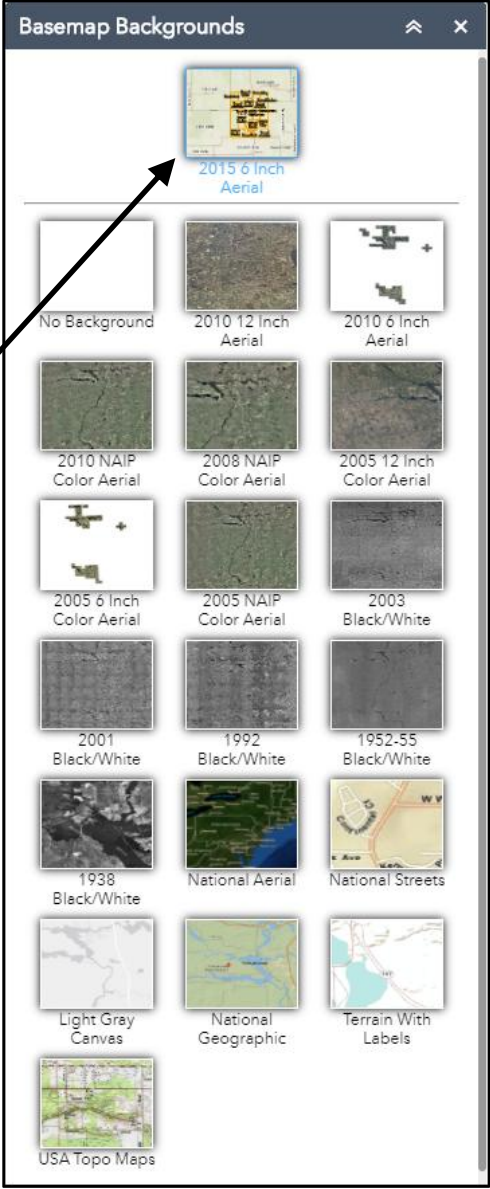 Basemap Backgrounds
2015 6 Inch
Aerial
No Background
2010 12 Inch
Aerial
2010 6 Inch
Aerial
2010 NAIP
Color Aerial
2008 NAIP
Color Aerial
2005 12 Inch
Color Aerial
2005 6 Inch
Color Aerial
2005 NAIP
Color Aerial
2003
Black/White
2001
Black/White
1992
Black/White
1952-55
Black/White
1938
Black/White
National Aerial
National Streets
Light Gray
Canvas
National
Geographic
Terrain With
Labels
USA Topo Maps